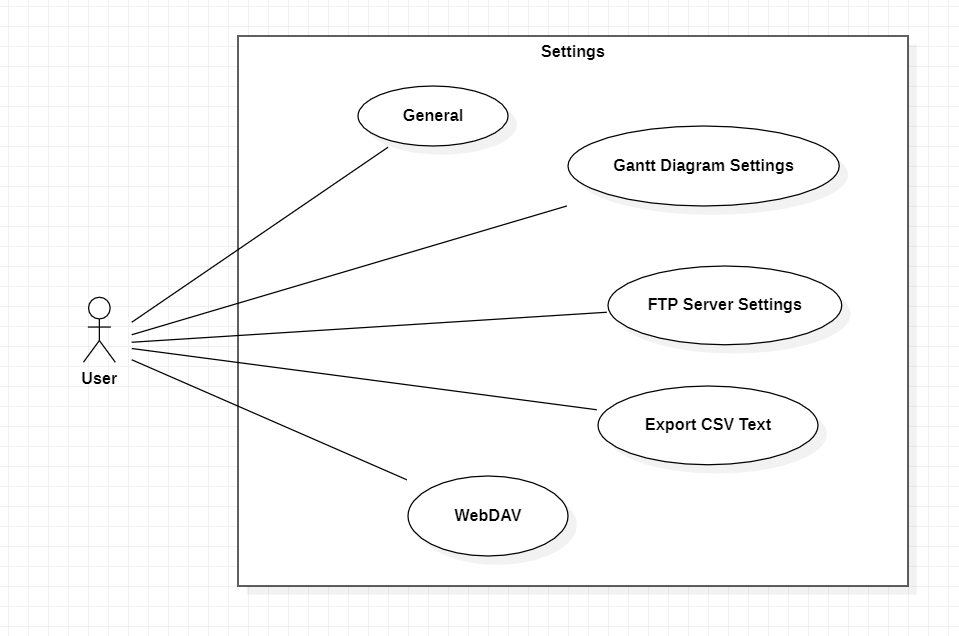 Settings
General
Gantt Diagram Settings
FTP Server Settings
User
Export CSV Text
WebDAV